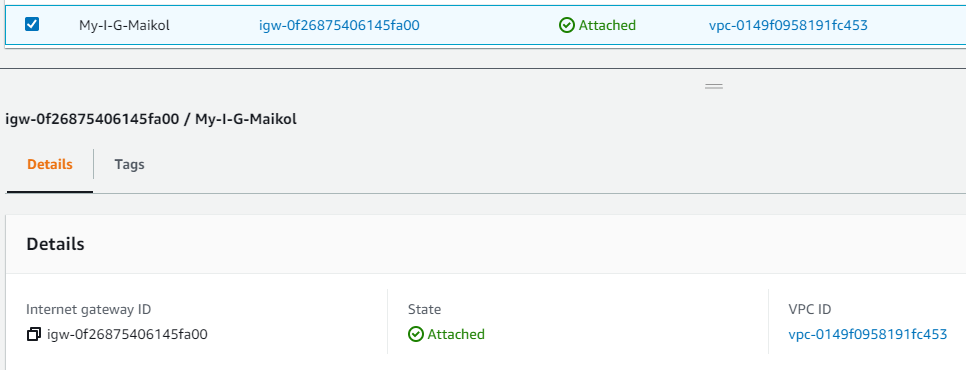 My-I-G-Maikol igw-0f26875406145fa00 Attached vpc-0149f0958191fc453
igw-0f26875406145fa00 / My-I-G-Maikol
Details Tags
Details
Internet gateway ID State VPC ID
igw-0f26875406145fa00 Attached vpc-0149f0958191fc453